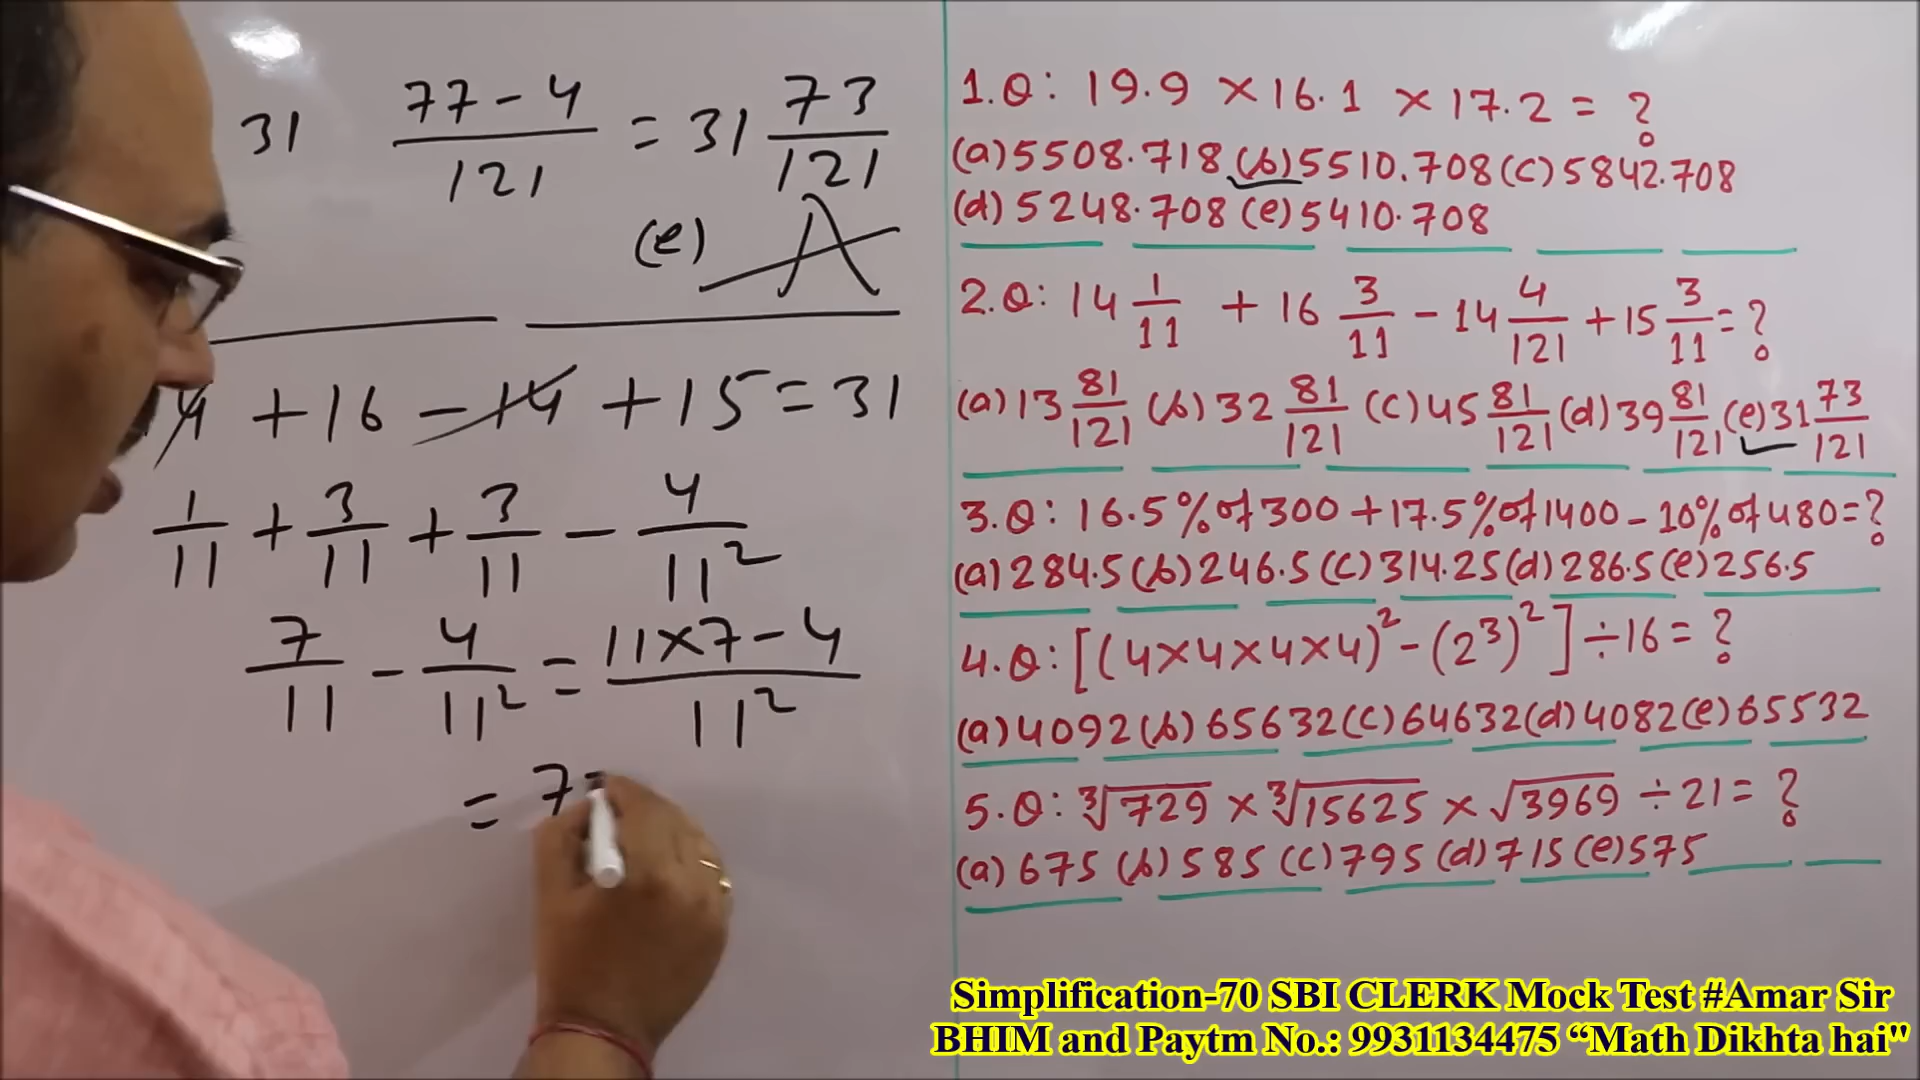 31 77-4/121 = 31 73/121
(e) A
14 + 16 - 14 + 15 = 31
1/11 + 3/11 + 3/11 - 4/11²
7/11 - 4/11² = 11×7-4/11²
= 7
1.Q: 19.9 × 16.1 × 17.2 = ?
(a) 5508.718 (b) 5510.708 (c) 5842.708
(d) 5248.708 (e) 5410.708
2.Q: 14 1/11 + 16 3/11 - 14 4/121 + 15 3/11 = ?
(a) 13 81/121 (b) 32 81/121 (c) 45 81/121 (d) 39 81/121 (e) 31 73/121
3.Q: 16.5% of 300 + 17.5% of 1400 - 10% of 480 = ?
(a) 284.5 (b) 246.5 (c) 314.25 (d) 286.5 (e) 256.5
4.Q: [(4×4×4×4)² - (2³)²] ÷ 16 = ?
(a) 4092 (b) 65632 (c) 64632 (d) 4082 (e) 65532
5.Q: ∛729 × ∛15625 × √3969 ÷ 21 = ?
(a) 675 (b) 585 (c) 795 (d) 715 (e) 575
Simplification-70 SBI CLERK Mock Test #Amar Sir
BHIM and Paytm No.: 9931134475 “Math Dikhta hai"